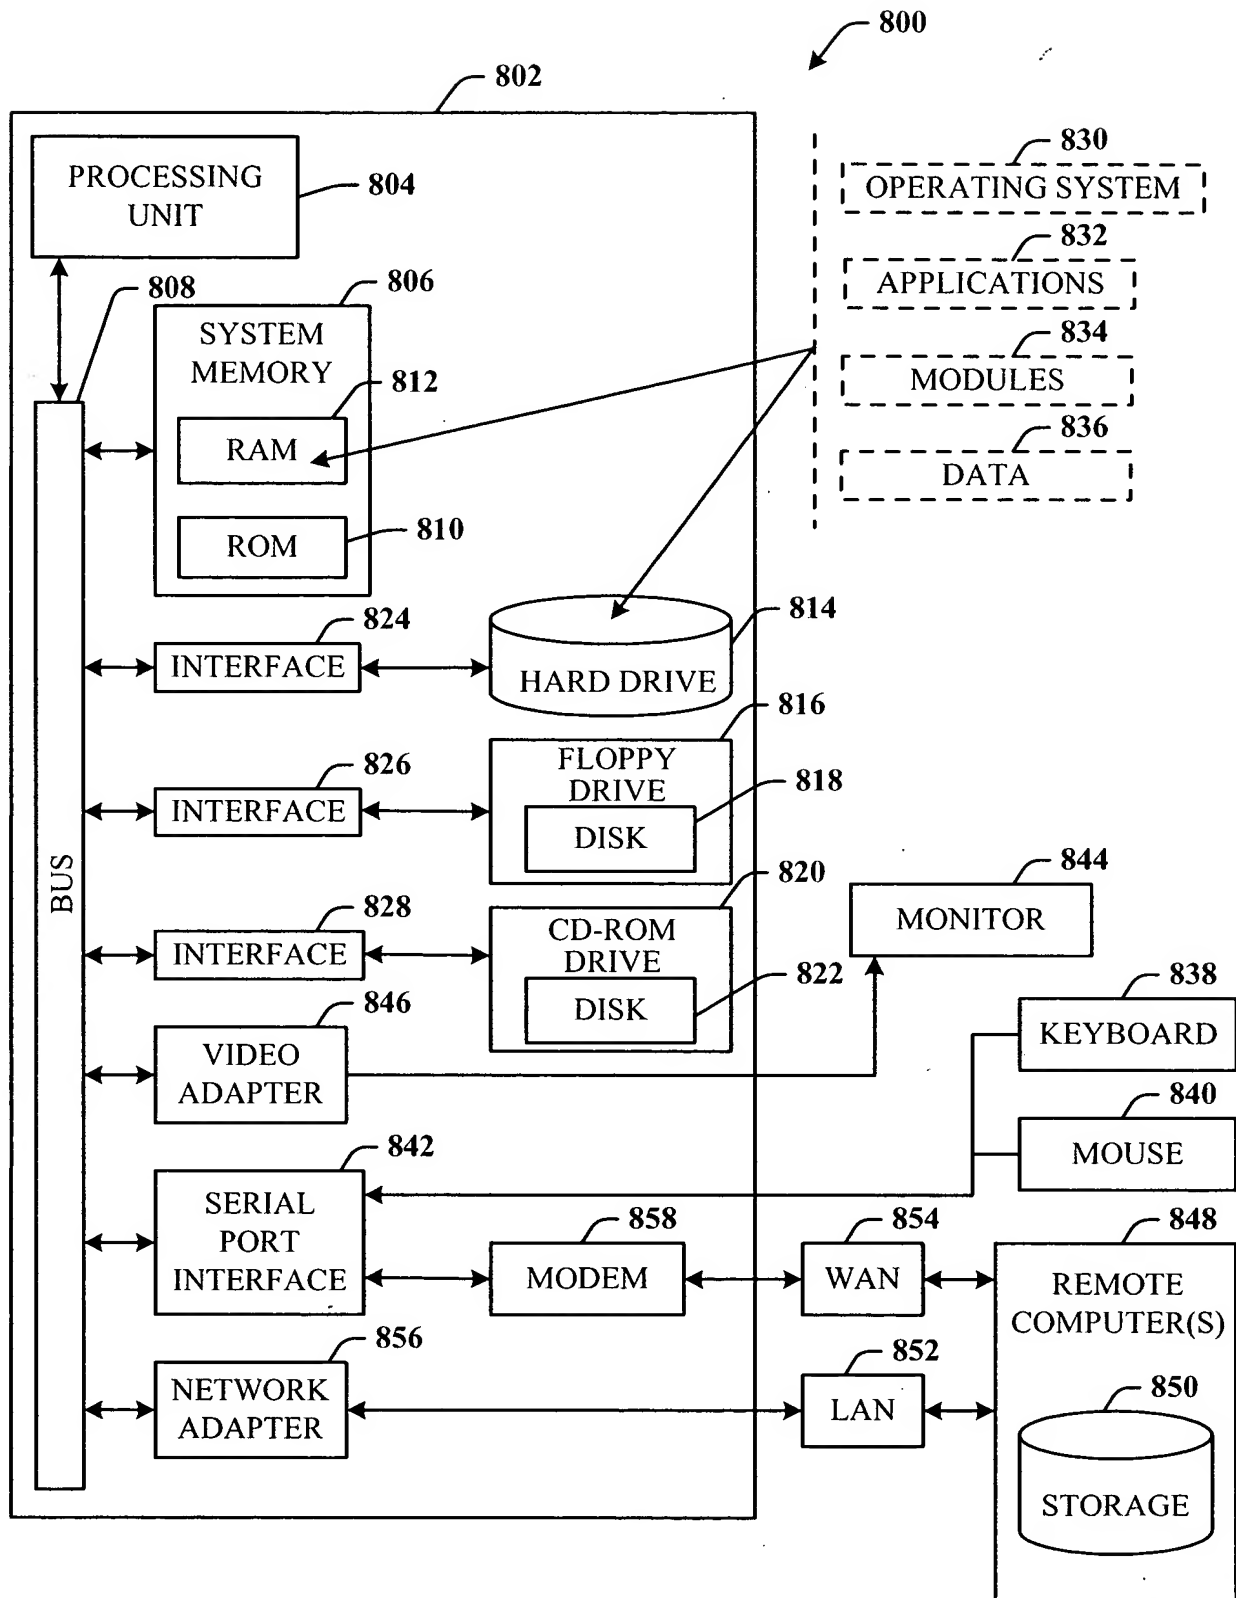 800
802
PROCESSING
UNIT
804
830
OPERATING SYSTEM
832
APPLICATIONS
834
MODULES
836
DATA
808
806
SYSTEM
MEMORY
812
RAM
810
ROM
BUS
824
INTERFACE
814
HARD DRIVE
826
INTERFACE
816
FLOPPY
DRIVE
818
DISK
828
INTERFACE
820
CD-ROM
DRIVE
822
DISK
844
MONITOR
846
VIDEO
ADAPTER
838
KEYBOARD
840
MOUSE
842
SERIAL
PORT
INTERFACE
858
MODEM
854
WAN
848
REMOTE
COMPUTER(S)
856
NETWORK
ADAPTER
852
LAN
850
STORAGE